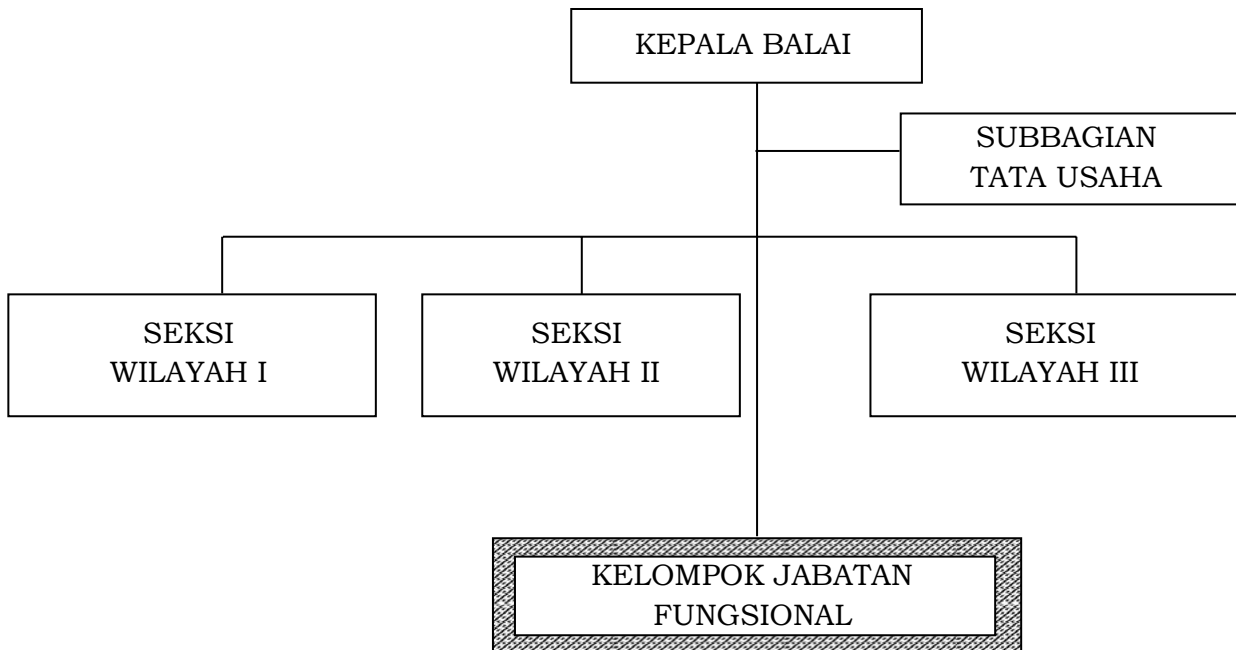 KEPALA BALAI
SUBBAGIAN
TATA USAHA
SEKSI
WILAYAH I
SEKSI
WILAYAH II
SEKSI
WILAYAH III
KELOMPOK JABATAN
FUNGSIONAL